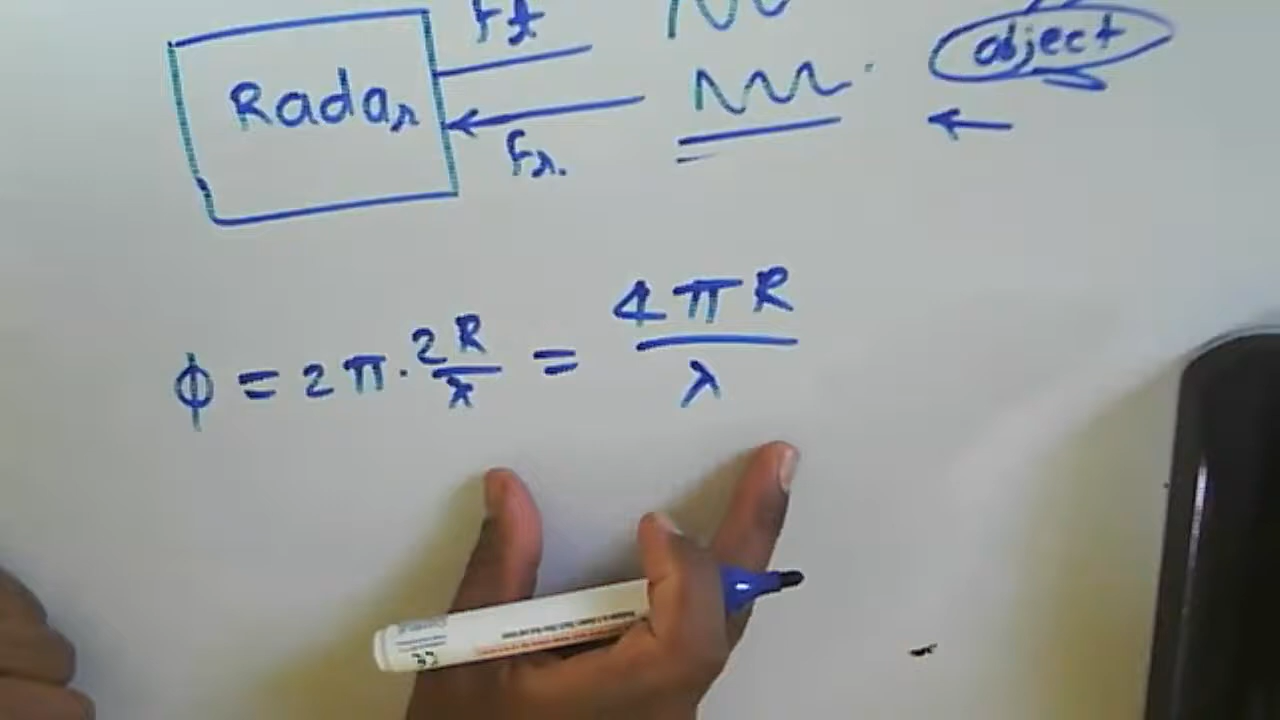 Ft
object
Radar
Fr.
φ = 2π · 2R/λ = 4πR/λ